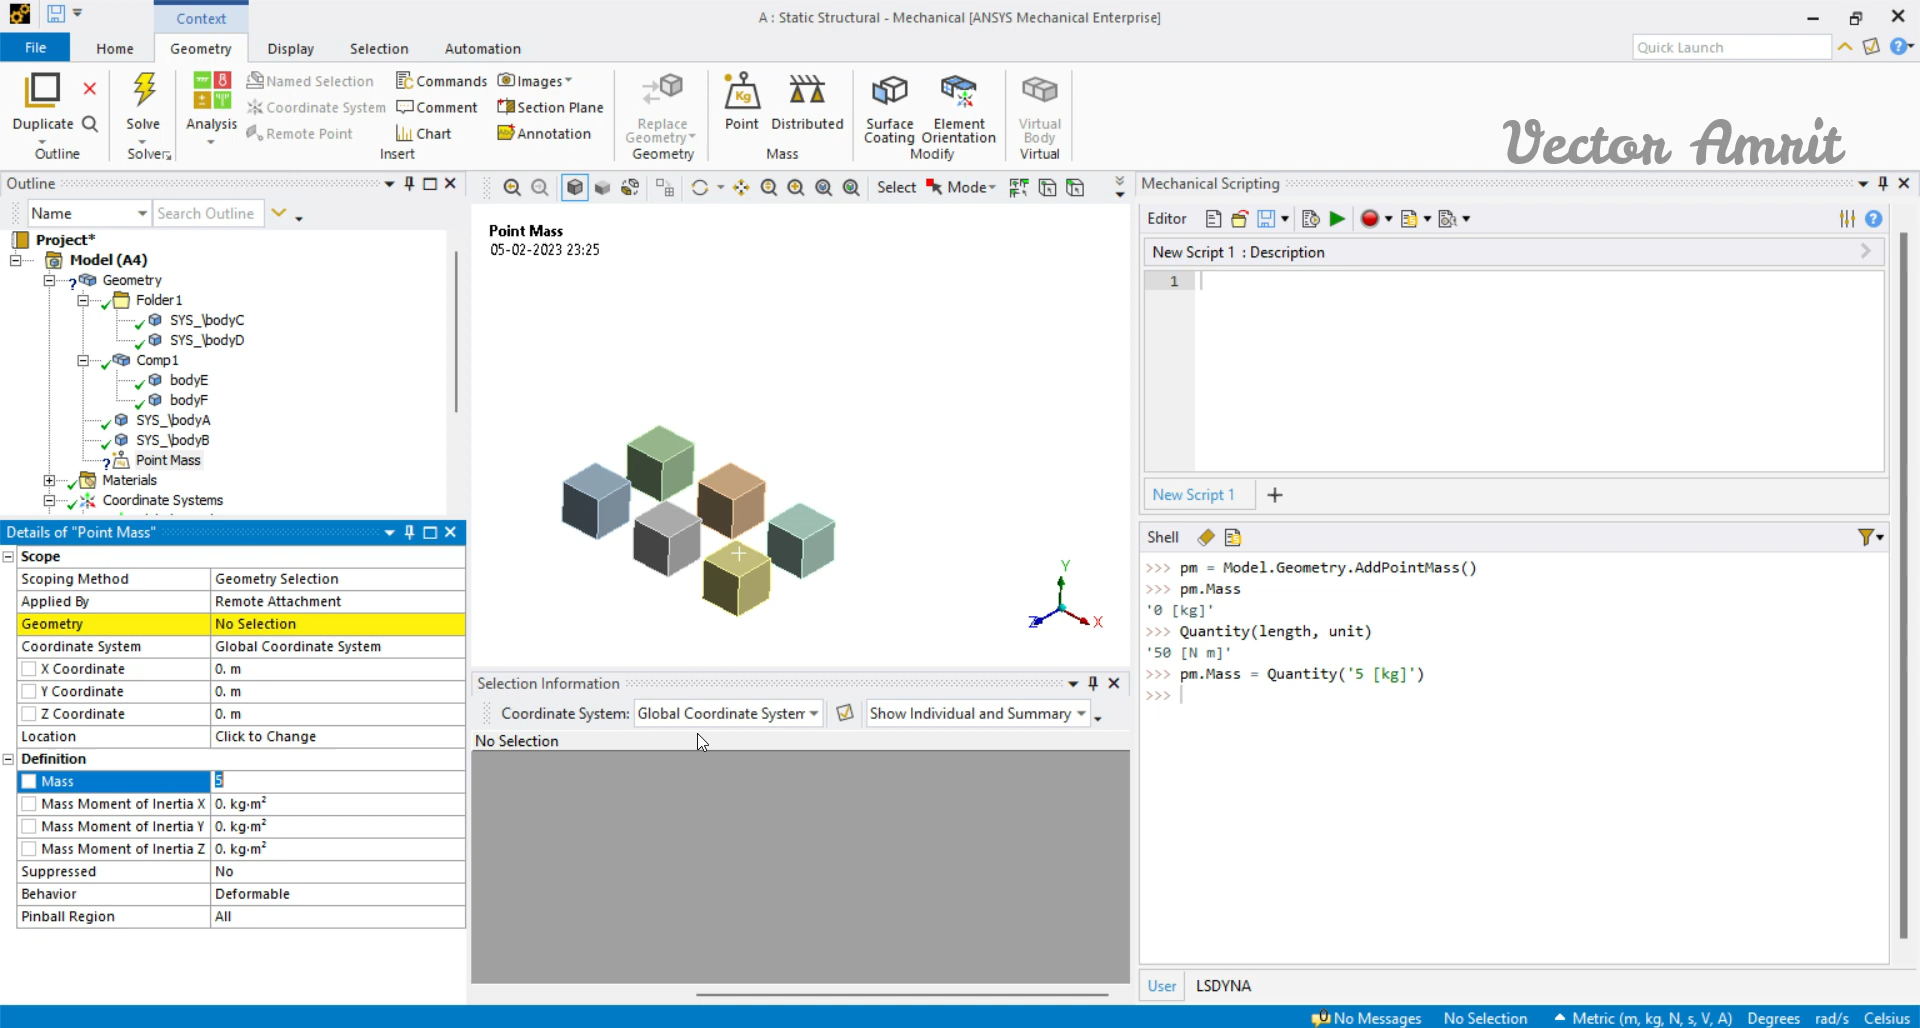 Context
A : Static Structural - Mechanical [ANSYS Mechanical Enterprise]
File
Home
Geometry
Display
Selection
Automation
Quick Launch
Duplicate
Outline
Solve
Solver
Analysis
Named Selection
Coordinate System
Remote Point
Commands
Comment
Chart
Images
Section Plane
Annotation
Insert
Replace
Geometry
Geometry
Kg
Point
Distributed
Mass
Surface
Coating
Element
Orientation
Modify
Virtual
Body
Virtual
Vector Amrit
Outline
Name
Search Outline
Project*
Model (A4)
Geometry
Folder1
SYS_\bodyC
SYS_\bodyD
Comp1
bodyE
bodyF
SYS_\bodyA
SYS_\bodyB
Point Mass
Materials
Coordinate Systems
Details of "Point Mass"
Scope
Scoping Method Geometry Selection
Applied By Remote Attachment
Geometry No Selection
Coordinate System Global Coordinate System
X Coordinate 0. m
Y Coordinate 0. m
Z Coordinate 0. m
Location Click to Change
Definition
Mass 5
Mass Moment of Inertia X 0. kg·m²
Mass Moment of Inertia Y 0. kg·m²
Mass Moment of Inertia Z 0. kg·m²
Suppressed No
Behavior Deformable
Pinball Region All
Select
Mode
Point Mass
05-02-2023 23:25
Y
Z
X
Selection Information
Coordinate System: Global Coordinate System
Show Individual and Summary
No Selection
Mechanical Scripting
Editor
New Script 1 : Description
1
New Script 1 +
Shell
>>> pm = Model.Geometry.AddPointMass()
>>> pm.Mass
'0 [kg]'
>>> Quantity(length, unit)
'50 [N m]'
>>> pm.Mass = Quantity('5 [kg]')
>>>
User LSDYNA
0 No Messages No Selection Metric (m, kg, N, s, V, A) Degrees rad/s Celsius